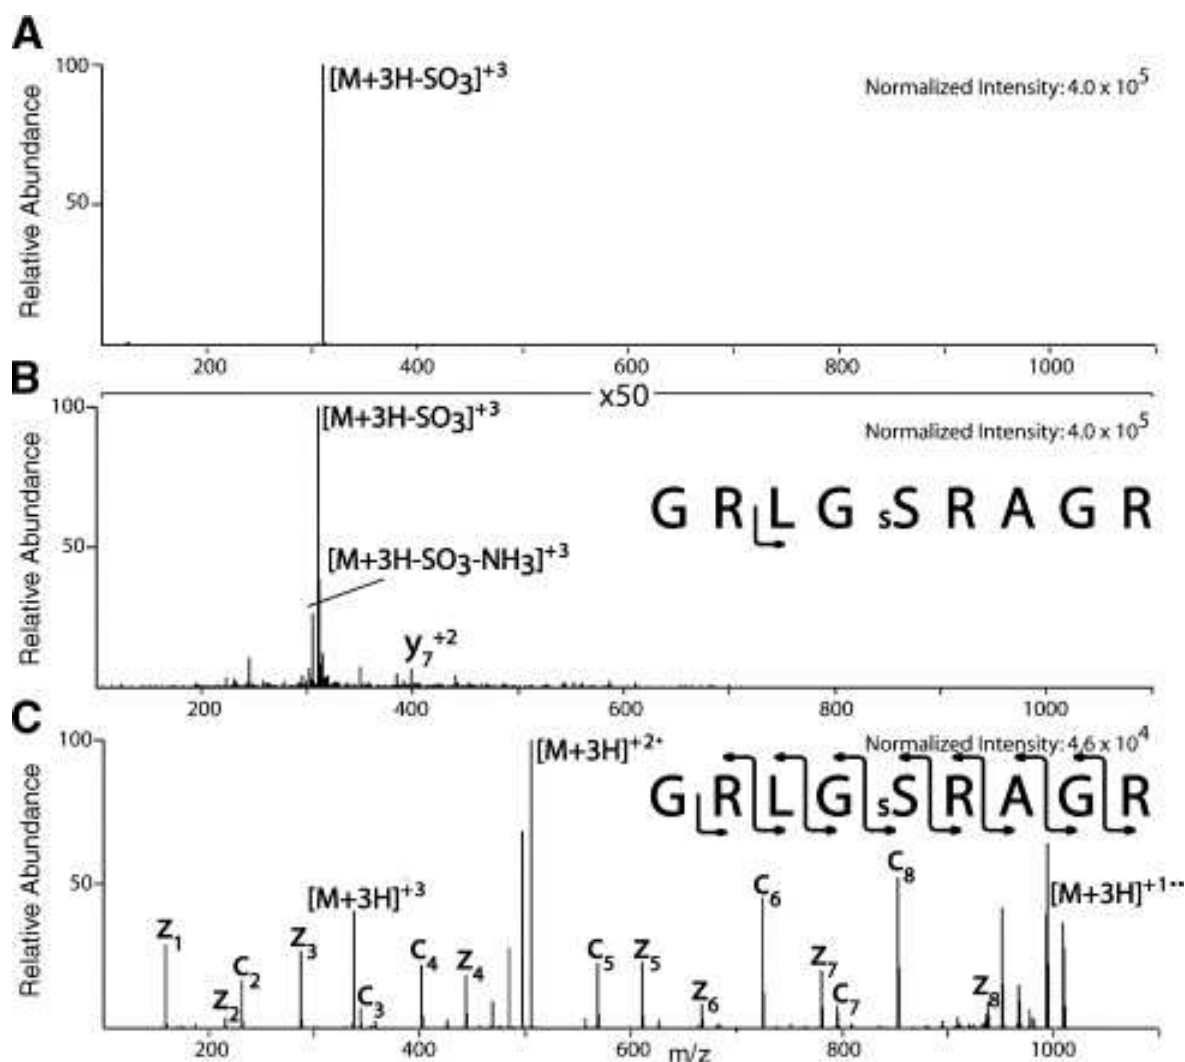 A
100
50
Relative Abundance
[M+3H-SO3]+3
Normalized Intensity: 4.0 x 10^5
200 400 600 800 1000
B
x50
100
50
Relative Abundance
[M+3H-SO3]+3
Normalized Intensity: 4.0 x 10^5
G R L G sS R A G R
[M+3H-SO3-NH3]+3
y7+2
200 400 600 800 1000
C
100
50
Relative Abundance
[M+3H]+2•
Normalized Intensity: 4.6 x 10^4
G R L G sS R A G R
[M+3H]+3
[M+3H]+1••
z1 z2 c2 z3 c3 c4 z4 c5 z5 z6 c6 z7 c7 c8 z8
200 400 600 800 1000
m/z